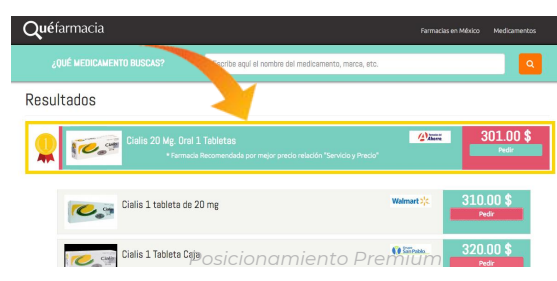 Quéfarmacia
Farmacias en México Medicamentos
¿QUÉ MEDICAMENTO BUSCAS?
Escribe aquí el nombre del medicamento, marca, etc.
Resultados
Cialis 20 Mg. Oral 1 Tabletas
* Farmacia Recomendada por mejor precio relación "Servicio y Precio"
Ahorro
301.00 $
Pedir
Cialis 1 tableta de 20 mg
Walmart
310.00 $
Pedir
Cialis 1 Tableta Caja
San Pablo
320.00 $
Pedir
Posicionamiento Premium